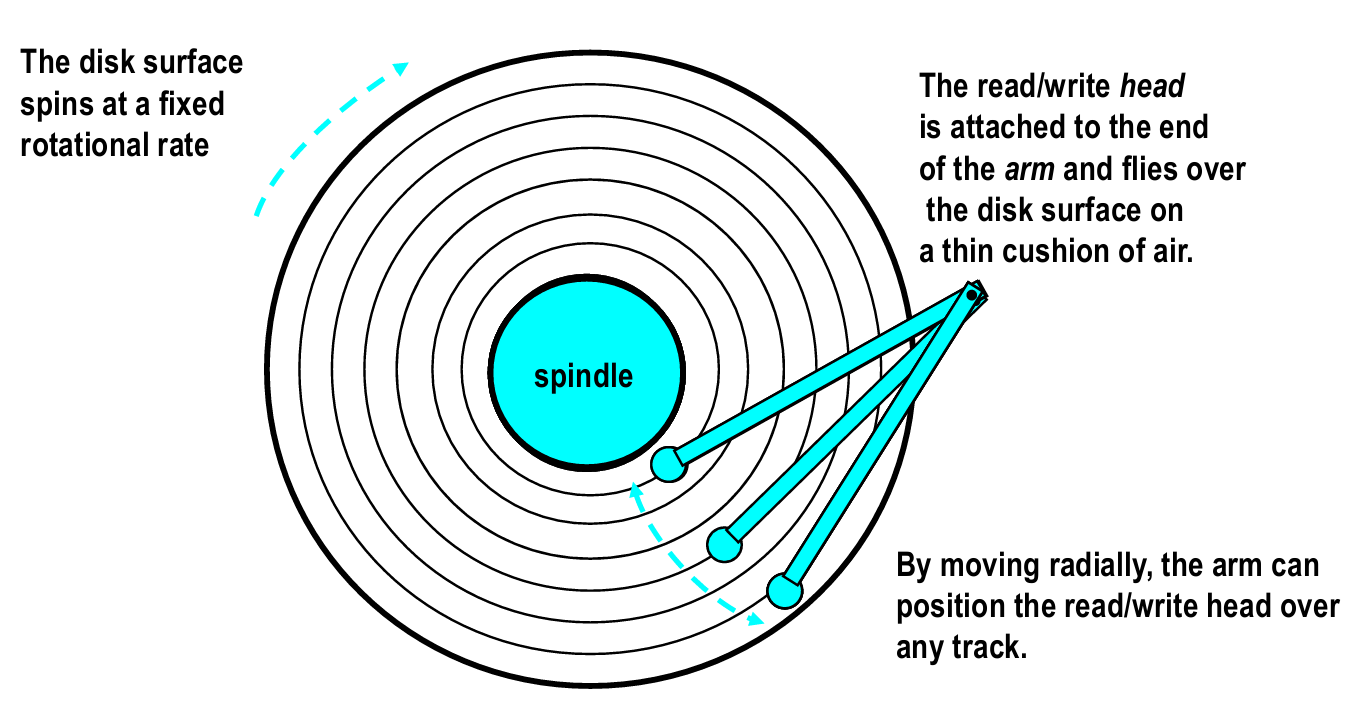 The disk surface
spins at a fixed
rotational rate
The read/write head
is attached to the end
of the arm and flies over
the disk surface on
a thin cushion of air.
spindle
By moving radially, the arm can
position the read/write head over
any track.